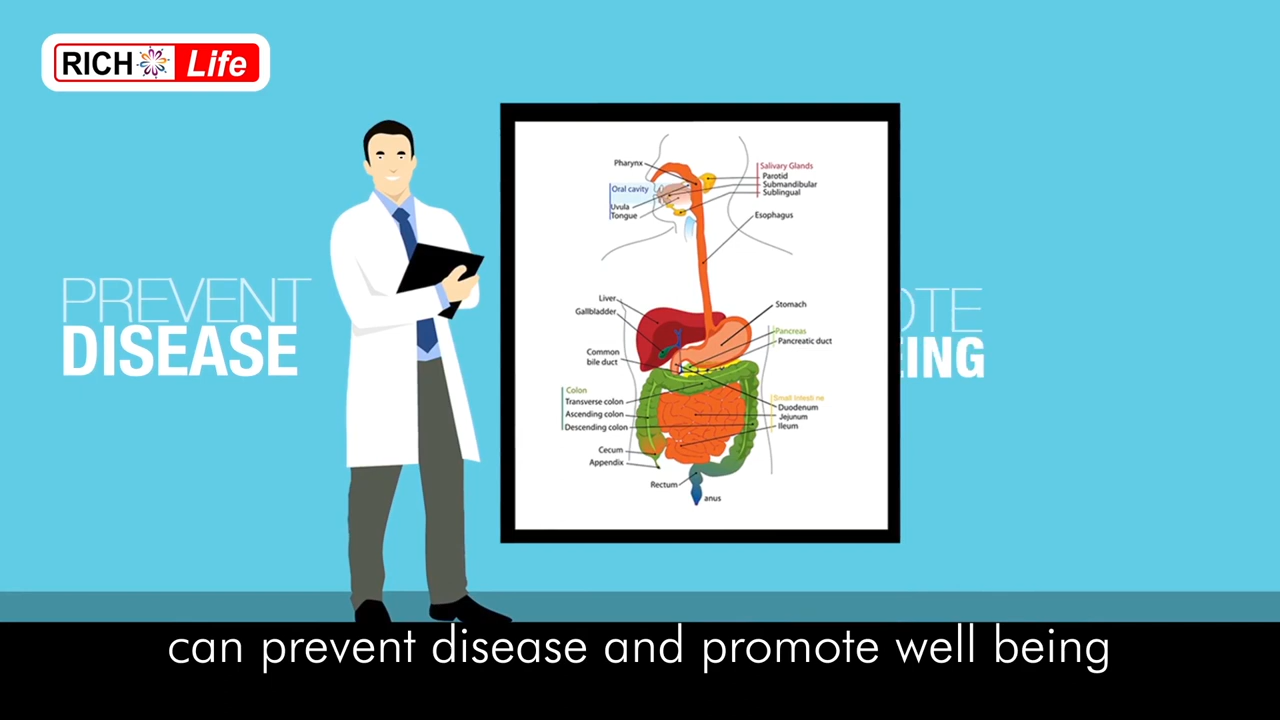 RICH Life
PREVENT
DISEASE
OTE
EING
Pharynx
Oral cavity
Uvula
Tongue
Salivary Glands
Parotid
Submandibular
Sublingual
Esophagus
Liver
Gallbladder
Common
bile duct
Stomach
Pancreas
Pancreatic duct
Colon
Transverse colon
Ascending colon
Descending colon
Small Intesti ne
Duodenum
Jejunum
Ileum
Cecum
Appendix
Rectum
anus
can prevent disease and promote well being